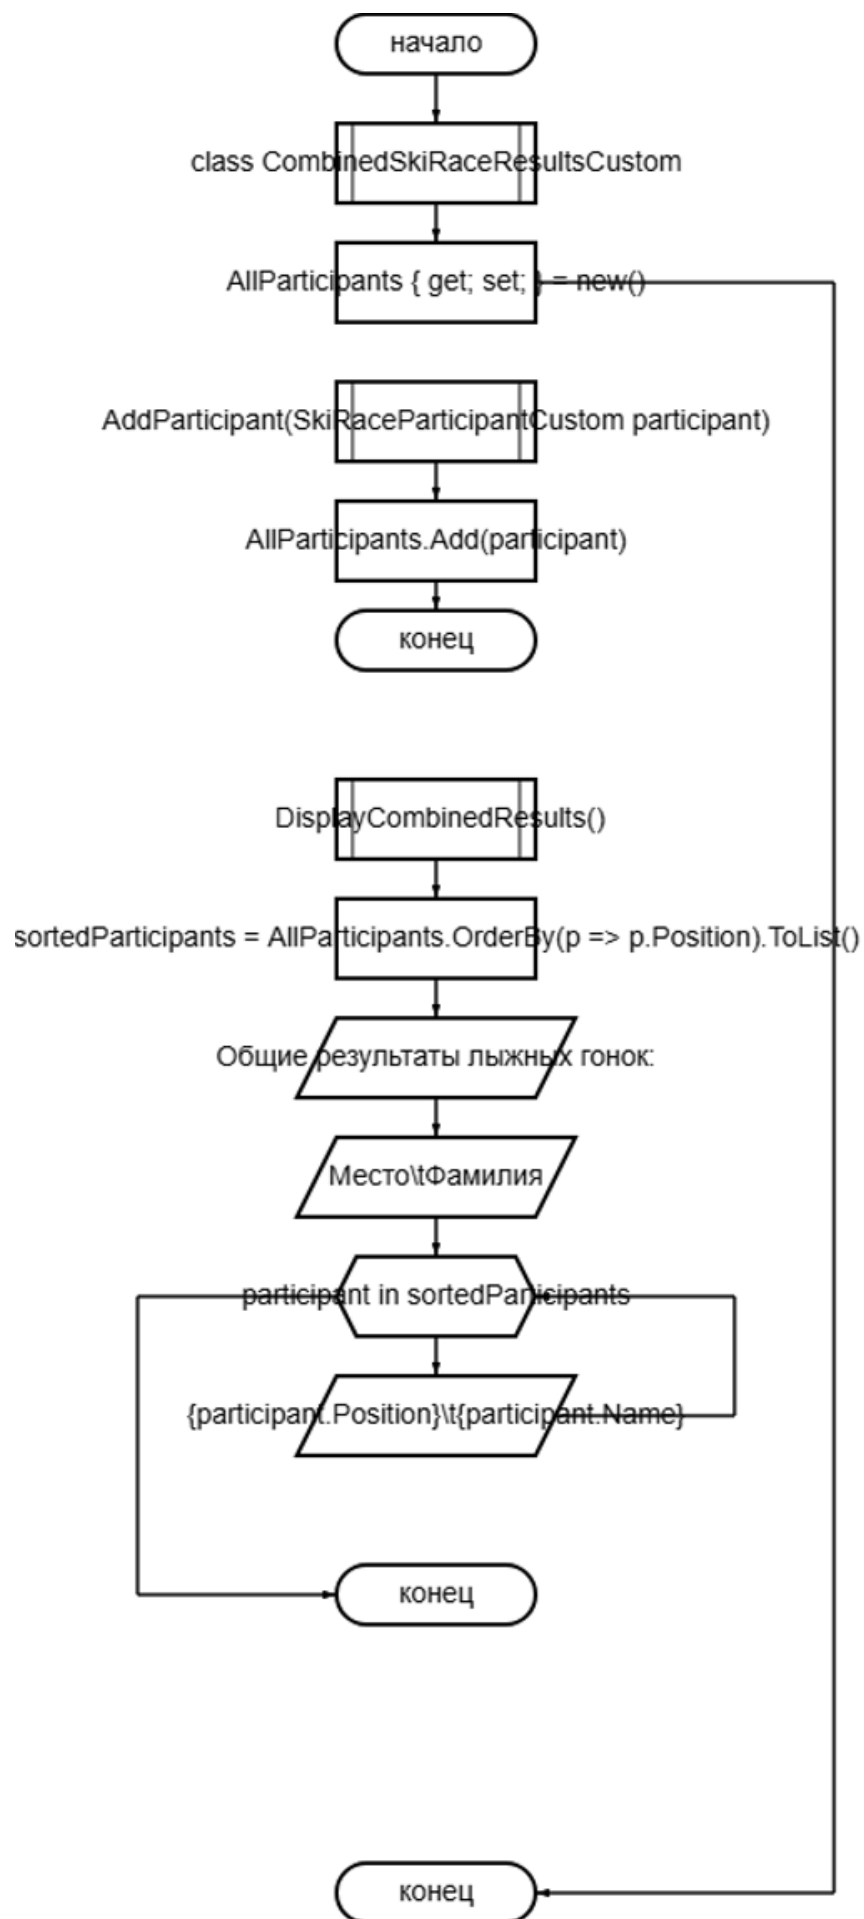 начало
class CombinedSkiRaceResultsCustom
AllParticipants { get; set; } = new()
AddParticipant(SkiRaceParticipantCustom participant)
AllParticipants.Add(participant)
конец
DisplayCombinedResults()
sortedParticipants = AllParticipants.OrderBy(p => p.Position).ToList()
Общие результаты лыжных гонок:
Место\tФамилия
participant in sortedParticipants
{participant.Position}\t{participant.Name}
конец
конец